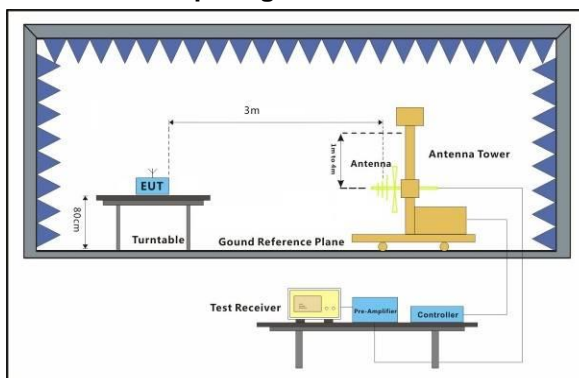 3m
1m to 4m
Antenna
Antenna Tower
EUT
80cm
Turntable
Gound Reference Plane
Test Receiver
Pre-Amplifier
Controller